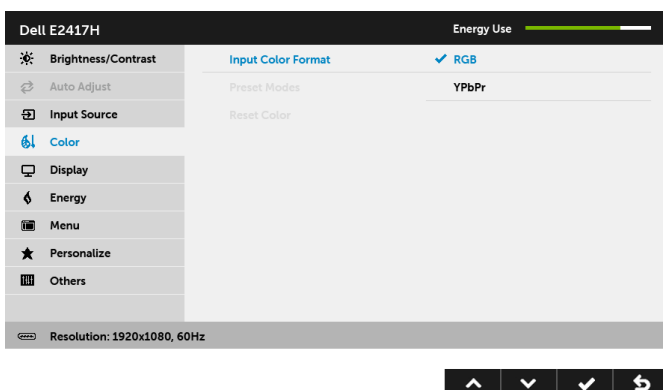 Dell E2417H Energy Use
Brightness/Contrast Input Color Format RGB
Auto Adjust Preset Modes YPbPr
Input Source Reset Color
Color
Display
Energy
Menu
Personalize
Others
Resolution: 1920x1080, 60Hz